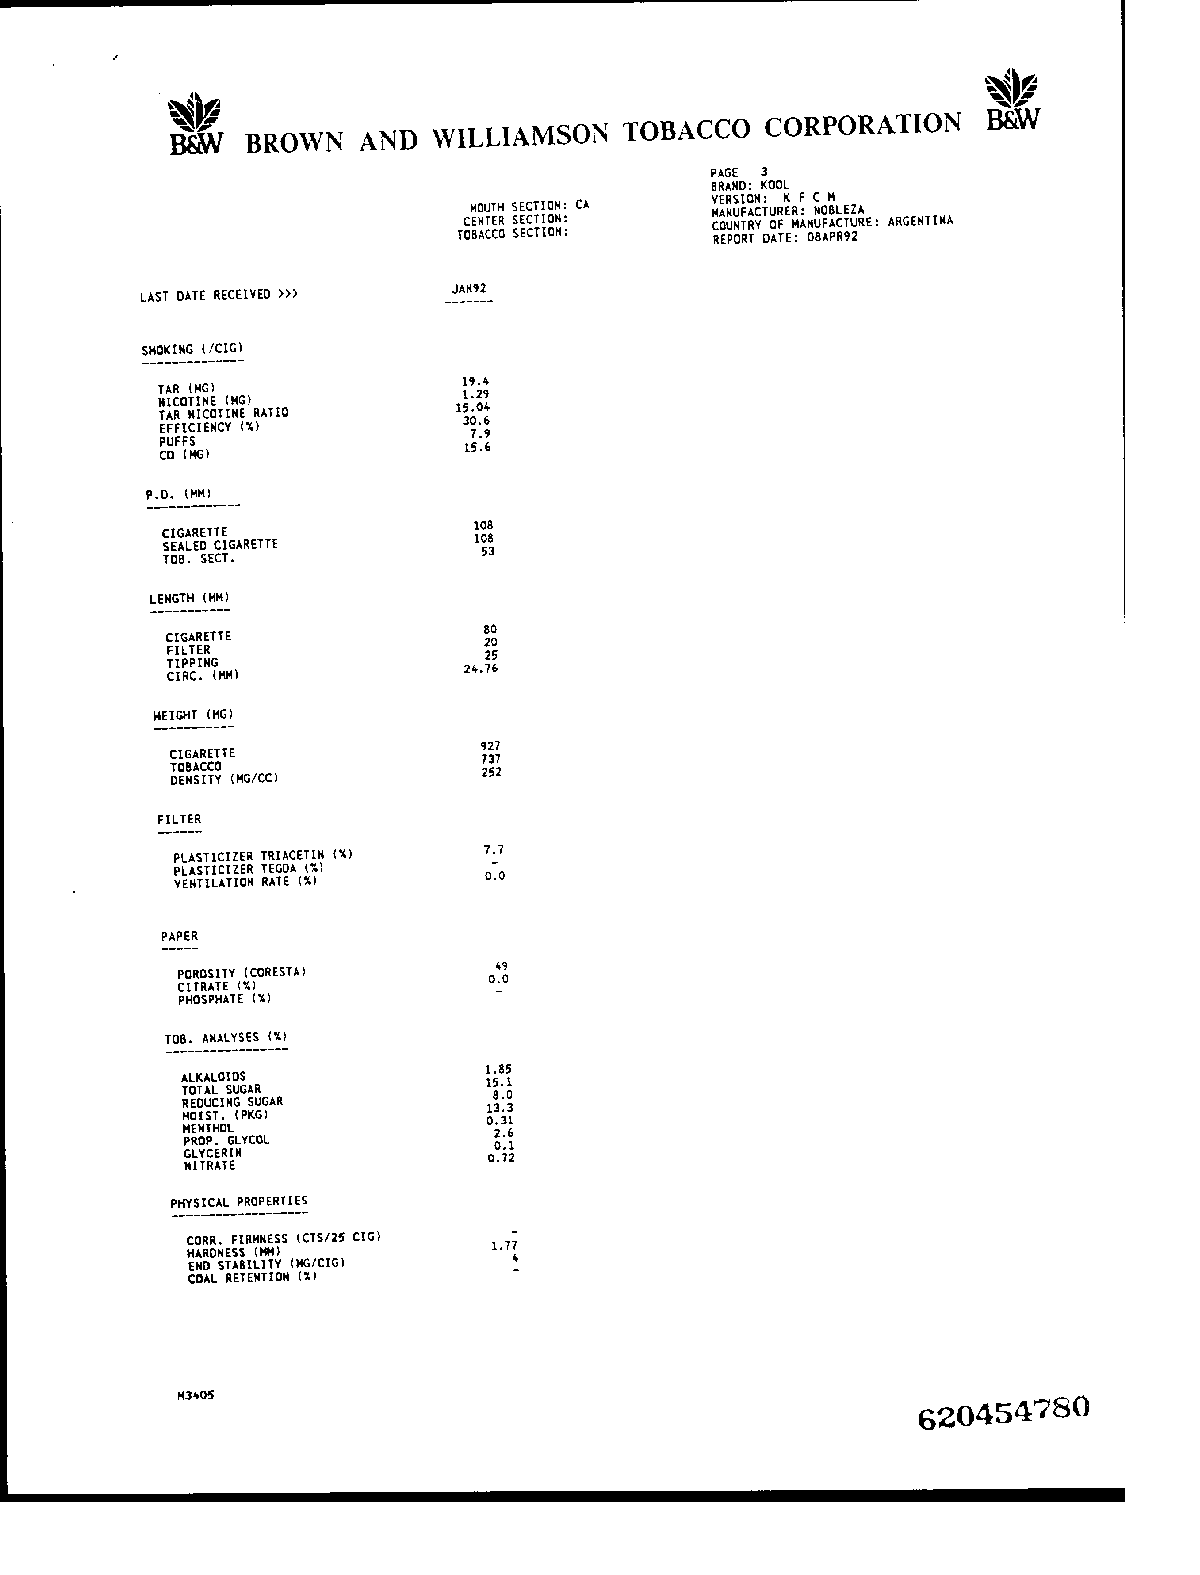 B&W BROWN AND WILLIAMSON TOBACCO CORPORATION B&W
PAGE 3
BRAND: KOOL
VERSION: K F C M
MANUFACTURER: NOBLEZA
COUNTRY OF MANUFACTURE: ARGENTINA
REPORT DATE: 08APR92
MOUTH SECTION: CA
CENTER SECTION:
TOBACCO SECTION:
LAST DATE RECEIVED >>> JAN92
SMOKING (/CIG)
TAR (MG) 19.4
NICOTINE (MG) 1.29
TAR NICOTINE RATIO 15.04
EFFICIENCY (%) 30.6
PUFFS 7.9
CO (MG) 15.6
P.D. (MM)
CIGARETTE 108
SEALED CIGARETTE 108
TOB. SECT. 53
LENGTH (MM)
CIGARETTE 80
FILTER 20
TIPPING 25
CIRC. (MM) 24.76
WEIGHT (MG)
CIGARETTE 927
TOBACCO 737
DENSITY (MG/CC) 252
FILTER
PLASTICIZER TRIACETIN (%) 7.7
PLASTICIZER TEGDA (%) -
VENTILATION RATE (%) 0.0
PAPER
POROSITY (CORESTA) 49
CITRATE (%) 0.0
PHOSPHATE (%) -
TOB. ANALYSES (%)
ALKALOIDS 1.85
TOTAL SUGAR 15.1
REDUCING SUGAR 8.0
MOIST. (PKG) 13.3
MENTHOL 0.31
PROP. GLYCOL 2.6
GLYCERIN 0.1
NITRATE 0.72
PHYSICAL PROPERTIES
CORR. FIRMNESS (CTS/25 CIG) -
HARDNESS (MM) 1.77
END STABILITY (MG/CIG) 4
COAL RETENTION (%) -
M3405
620454780